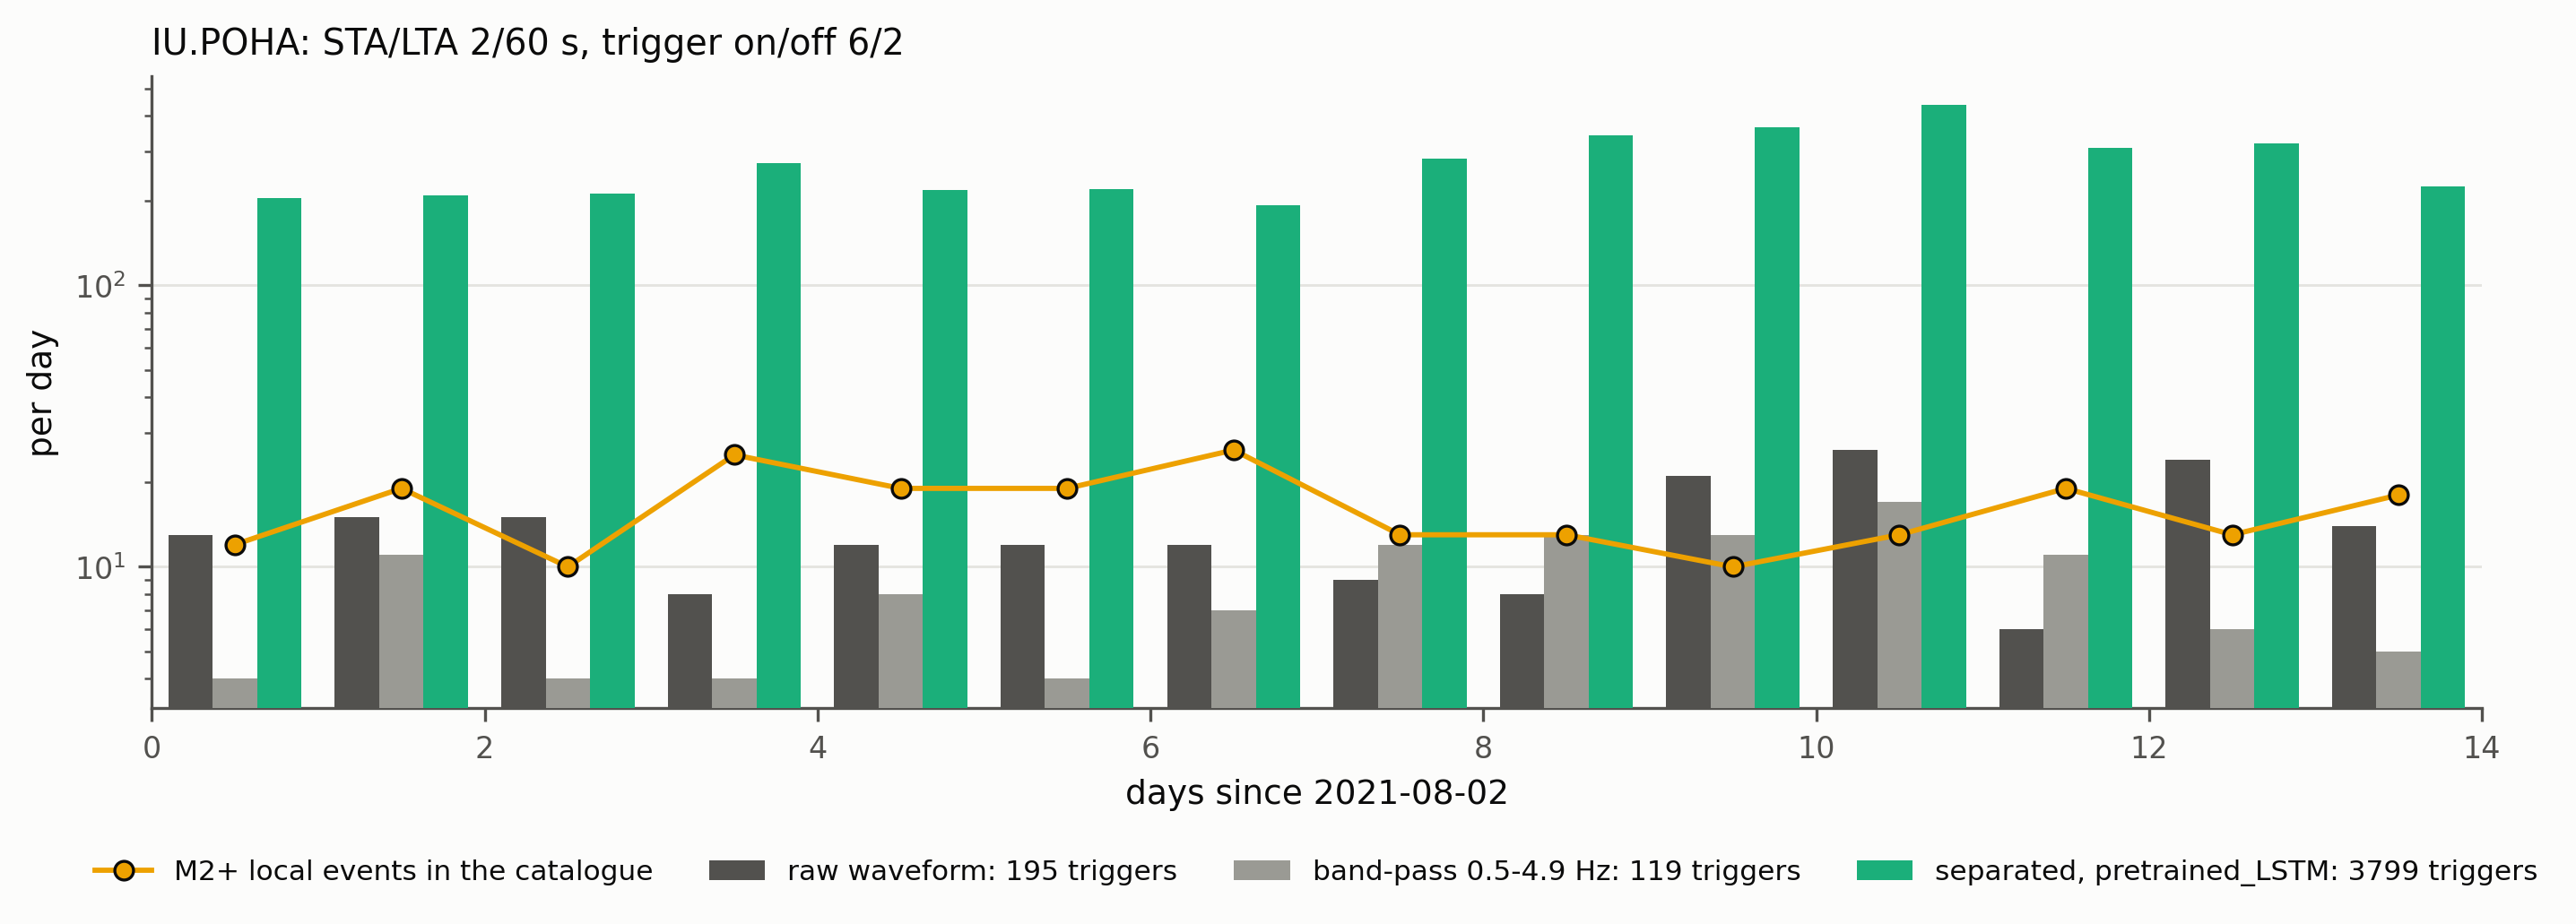 IU.POHA: STA/LTA 2/60 s, trigger on/off 6/2
per day
10²
10¹
0 2 4 6 8 10 12 14
days since 2021-08-02
M2+ local events in the catalogue
raw waveform: 195 triggers
band-pass 0.5-4.9 Hz: 119 triggers
separated, pretrained_LSTM: 3799 triggers